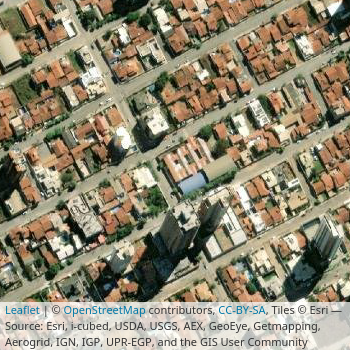 Leaflet | © OpenStreetMap contributors, CC-BY-SA, Tiles © Esri —
Source: Esri, i-cubed, USDA, USGS, AEX, GeoEye, Getmapping,
Aerogrid, IGN, IGP, UPR-EGP, and the GIS User Community